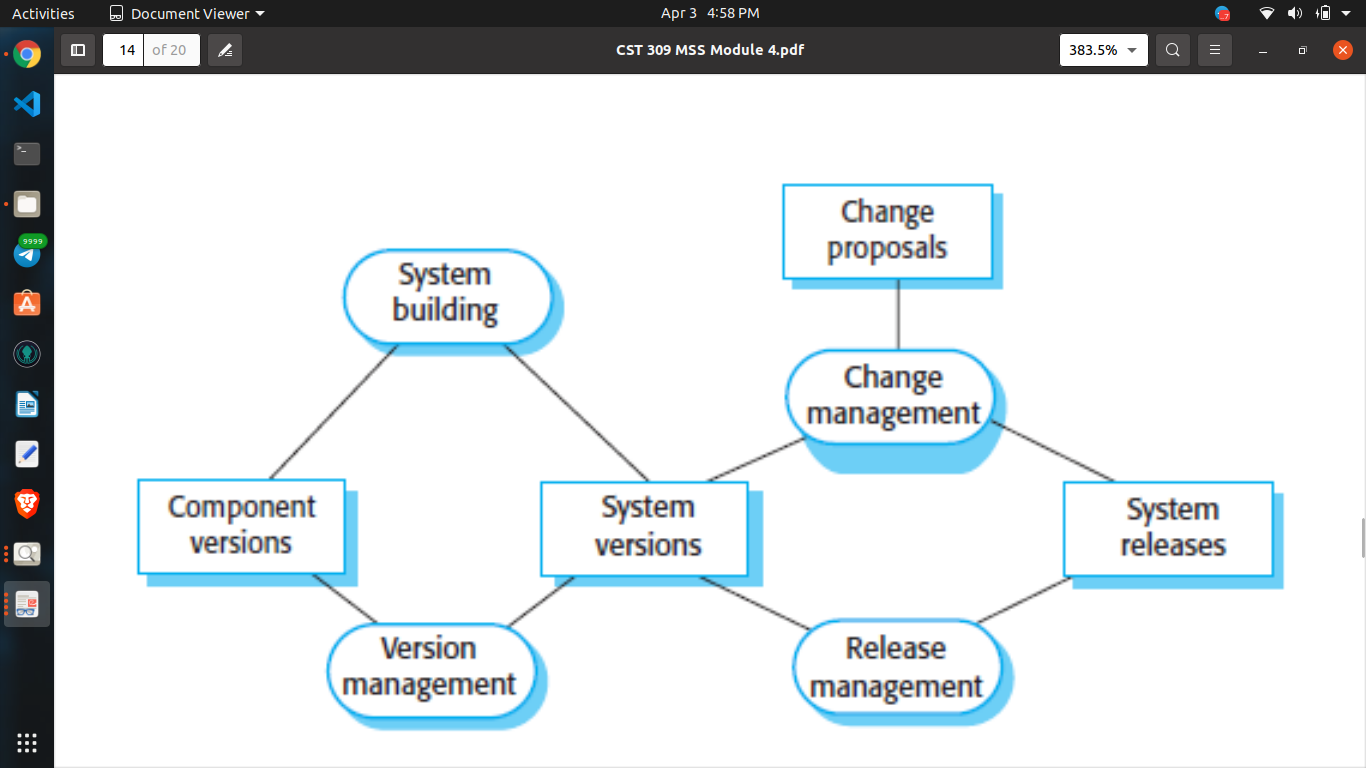 Activities
Document Viewer
Apr 3 4:58 PM
14
of 20
CST 309 MSS Module 4.pdf
383.5%
9999
Change
proposals
System
building
Change
management
Component
versions
System
versions
System
releases
Version
management
Release
management